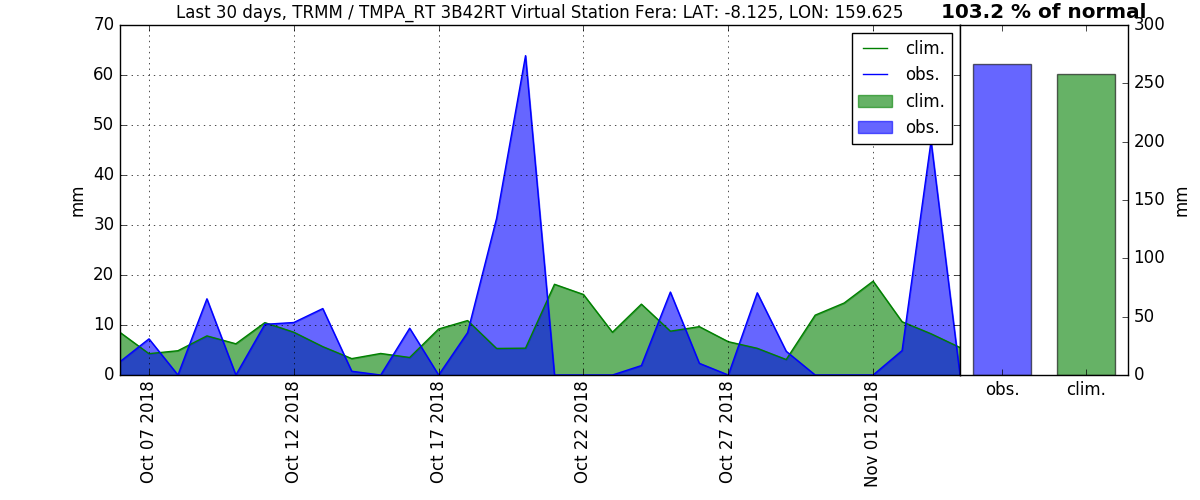 Last 30 days, TRMM / TMPA_RT 3B42RT Virtual Station Fera: LAT: -8.125, LON: 159.625
103.2 % of normal
70
60
50
40
30
20
10
0
mm
clim.
obs.
clim.
obs.
300
250
200
150
100
50
0
mm
Oct 07 2018
Oct 12 2018
Oct 17 2018
Oct 22 2018
Oct 27 2018
Nov 01 2018
obs.
clim.